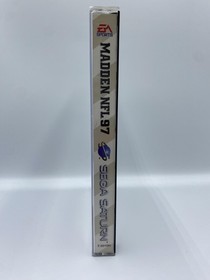 EA
SPORTS
MADDEN NFL 97
SEGA SATURN